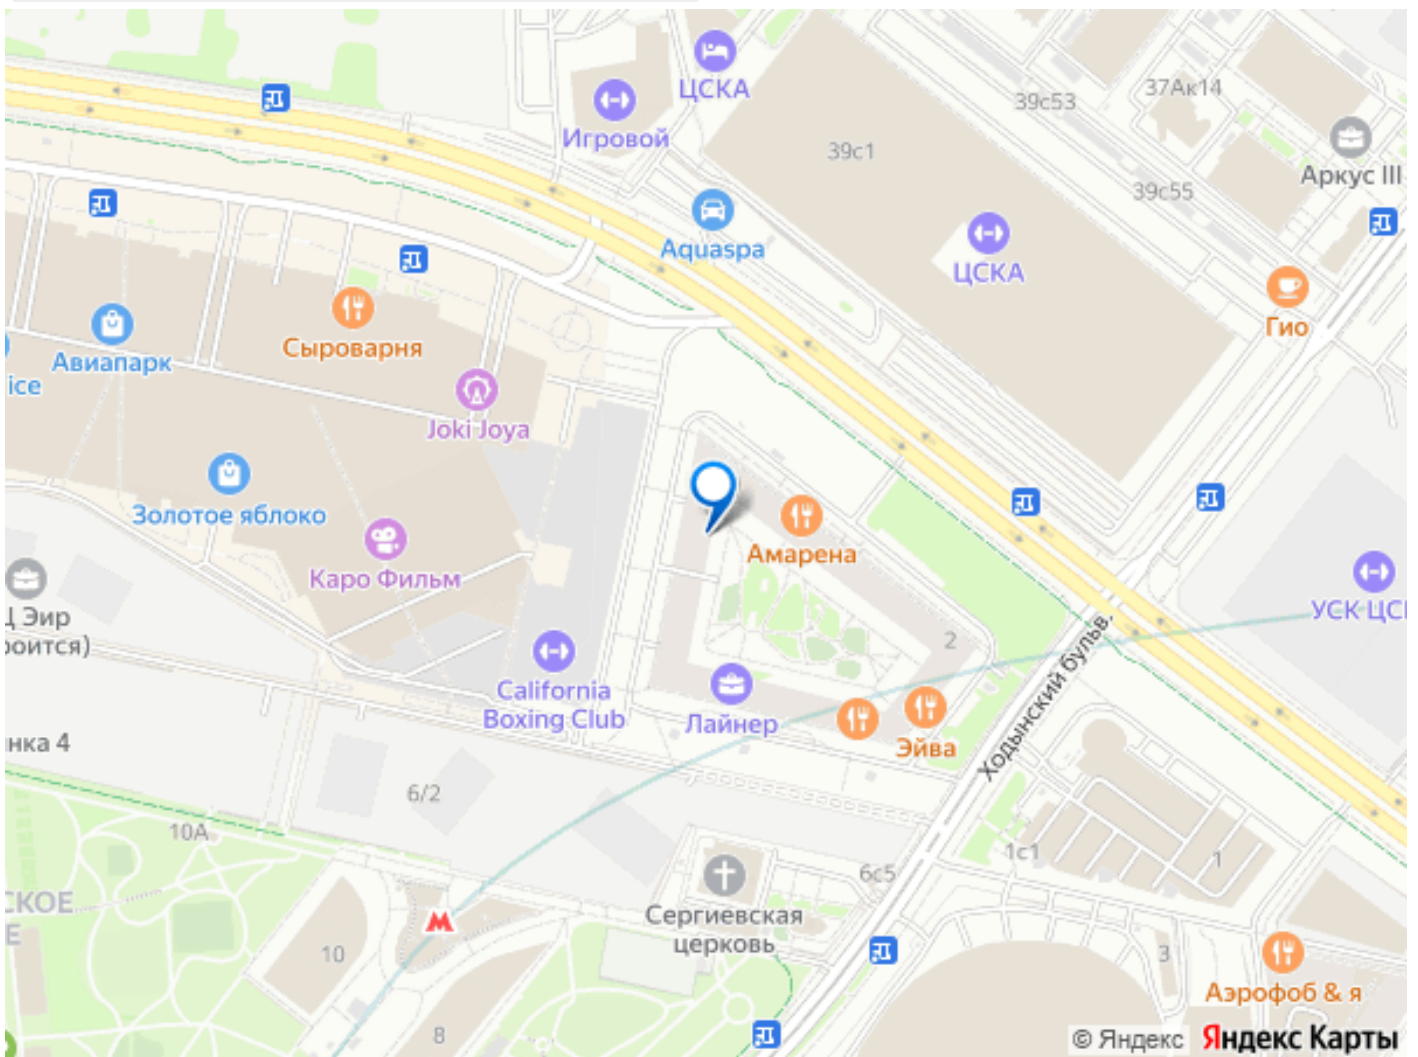 ЦСКА
Игровой
39с1
39с53
37Ак14
39с55
Аркус III
Aquaspa
ЦСКА
Гио
Сыроварня
Авиапарк
ice
Joki Joya
Золотое яблоко
Каро Фильм
Амарена
Ц Эир
роится)
УСК ЦСК
2
California
Boxing Club
Лайнер
Эйва
Ходынский бульв.
нка 4
6/2
10А
1с1
1
6с5
СКОЕ
Е
Сергиевская
церковь
10
8
3
Аэрофоб & я
© Яндекс Яндекс Карты